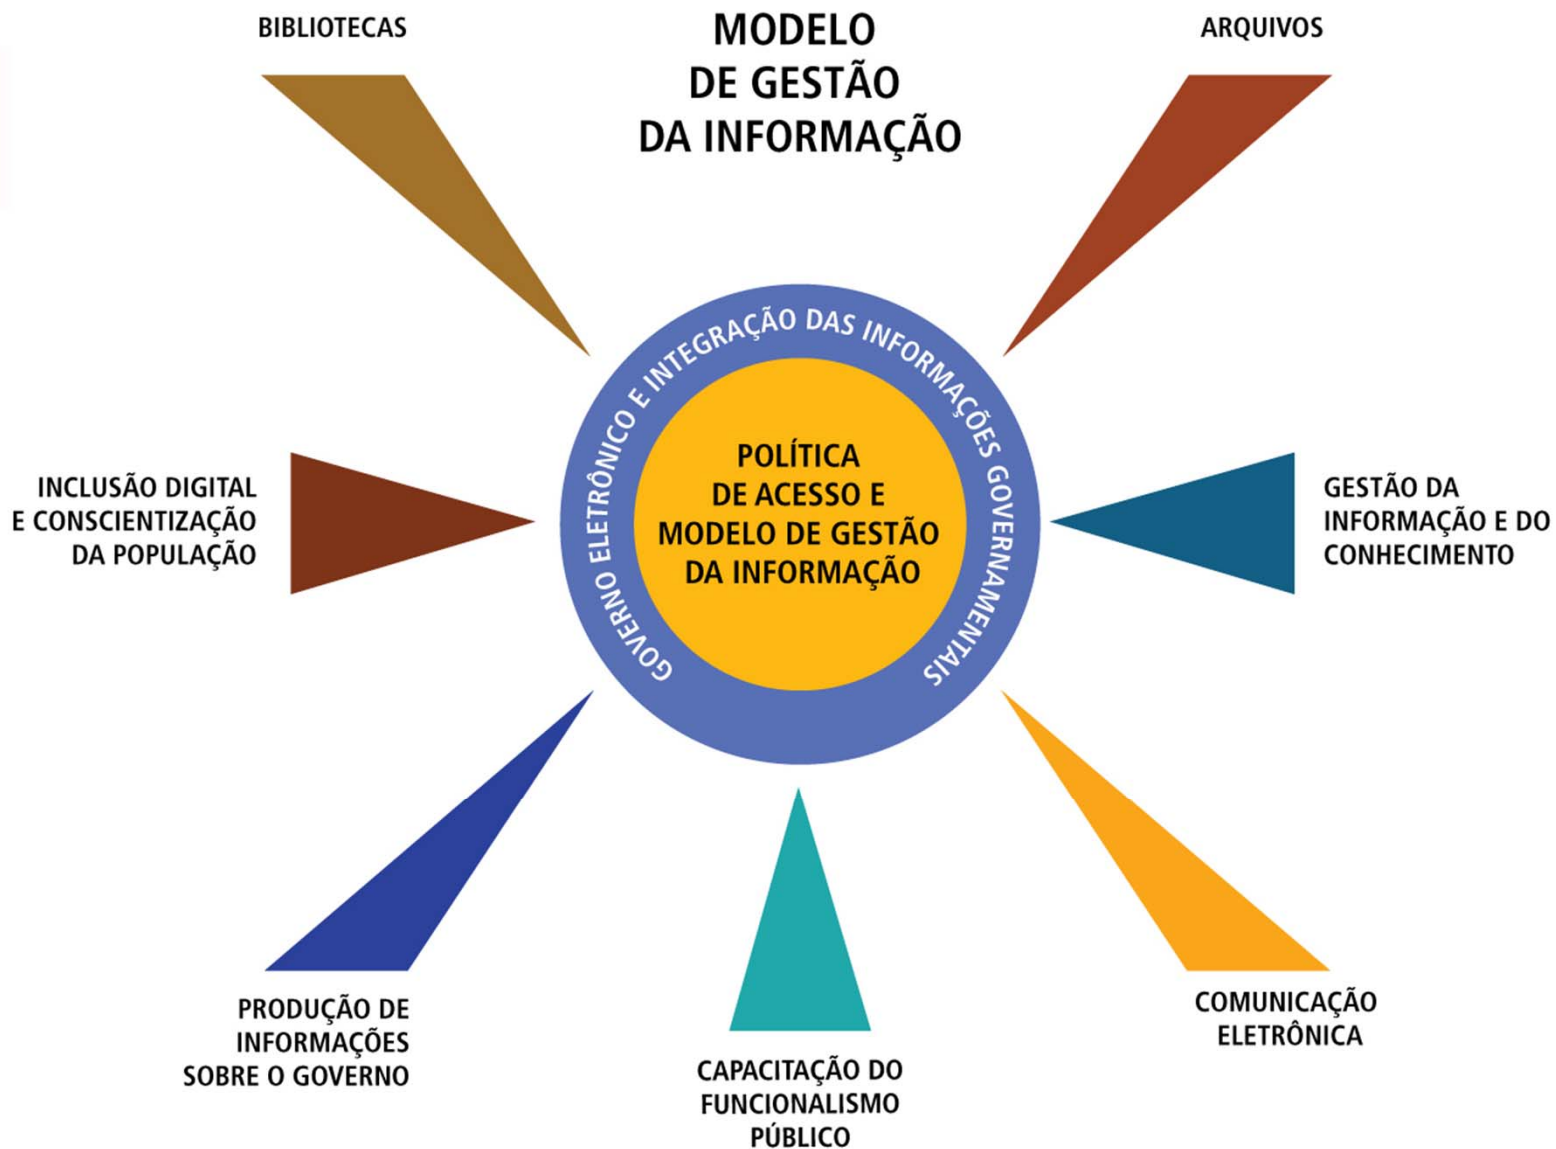 BIBLIOTECAS
MODELO
DE GESTÃO
DA INFORMAÇÃO
ARQUIVOS
GOVERNO ELETRÔNICO E INTEGRAÇÃO DAS INFORMAÇÕES GOVERNAMENTAIS
POLÍTICA
DE ACESSO E
MODELO DE GESTÃO
DA INFORMAÇÃO
INCLUSÃO DIGITAL
E CONSCIENTIZAÇÃO
DA POPULAÇÃO
GESTÃO DA
INFORMAÇÃO E DO
CONHECIMENTO
PRODUÇÃO DE
INFORMAÇÕES
SOBRE O GOVERNO
CAPACITAÇÃO DO
FUNCIONALISMO
PÚBLICO
COMUNICAÇÃO
ELETRÔNICA